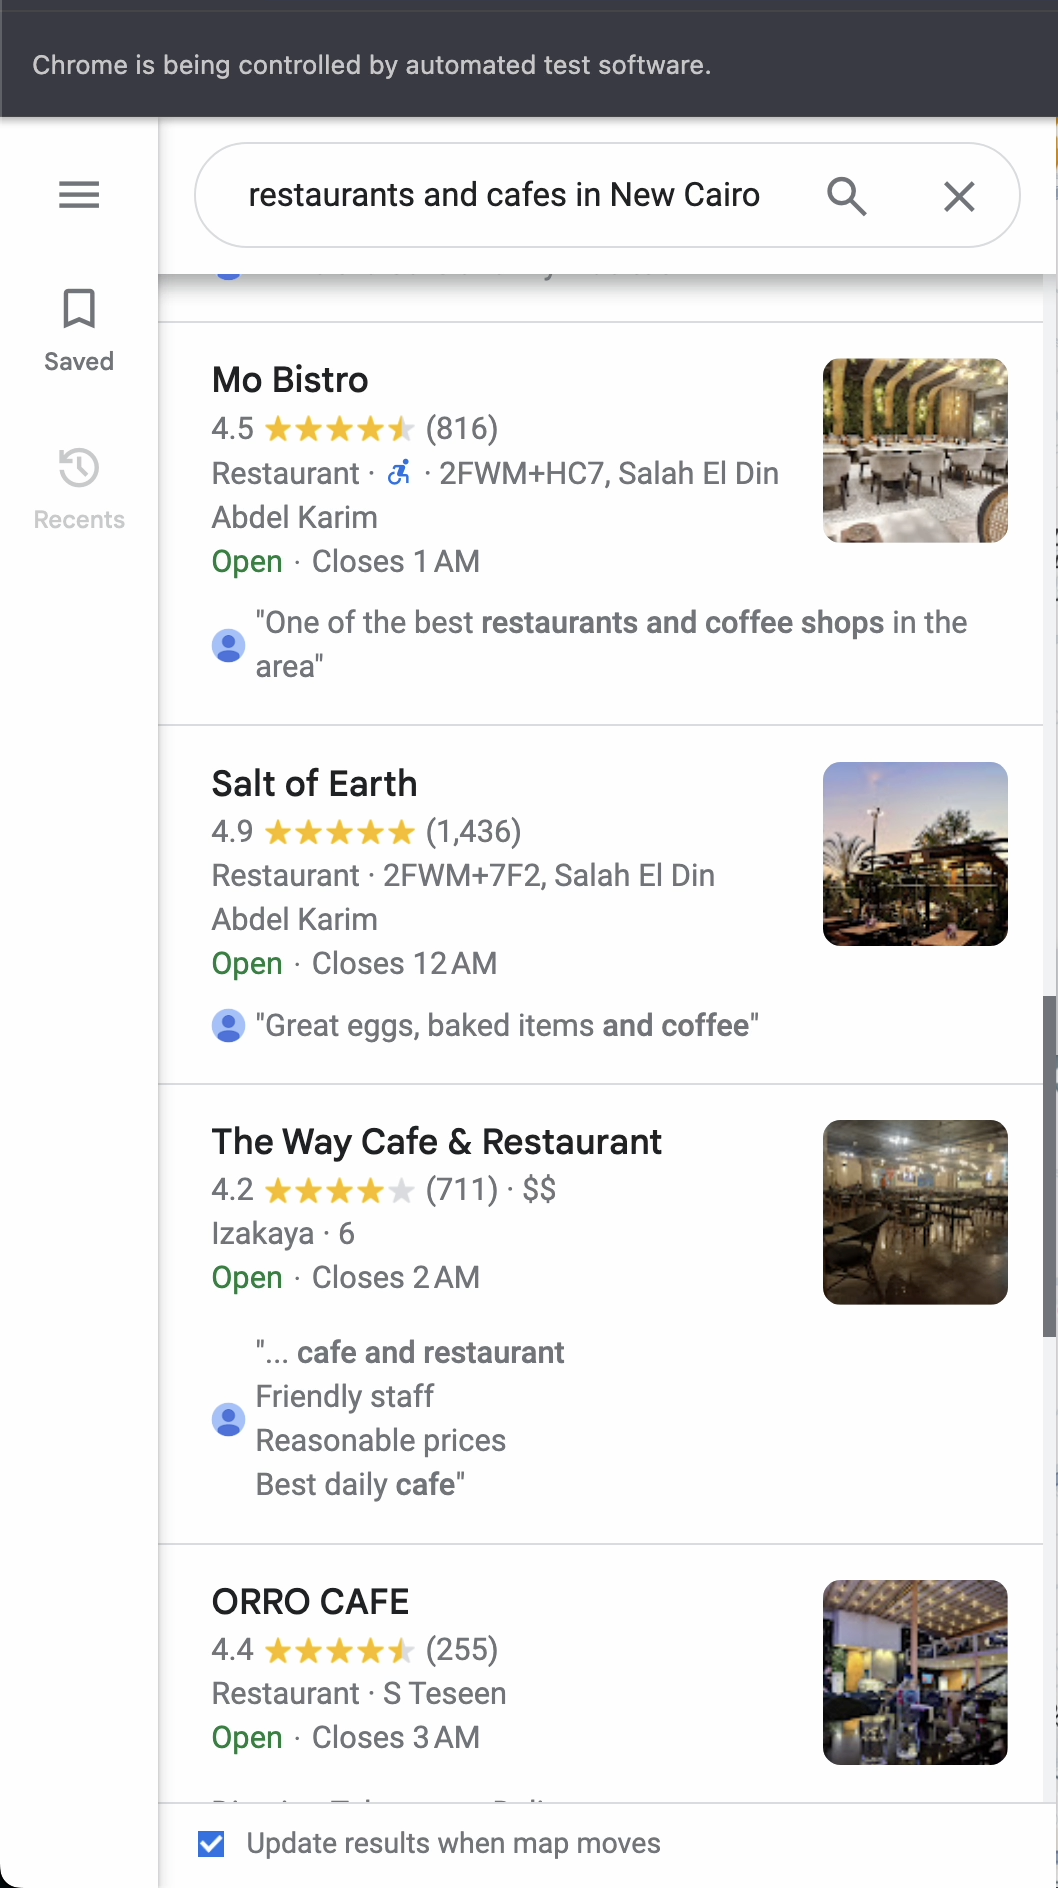 Chrome is being controlled by automated test software.
restaurants and cafes in New Cairo
Saved
Recents
Mo Bistro
4.5 (816)
Restaurant · · 2FWM+HC7, Salah El Din
Abdel Karim
Open · Closes 1 AM
"One of the best restaurants and coffee shops in the
area"
Salt of Earth
4.9 (1,436)
Restaurant · 2FWM+7F2, Salah El Din
Abdel Karim
Open · Closes 12 AM
"Great eggs, baked items and coffee"
The Way Cafe & Restaurant
4.2 (711) · $$
Izakaya · 6
Open · Closes 2 AM
"... cafe and restaurant
Friendly staff
Reasonable prices
Best daily cafe"
ORRO CAFE
4.4 (255)
Restaurant · S Teseen
Open · Closes 3 AM
Update results when map moves